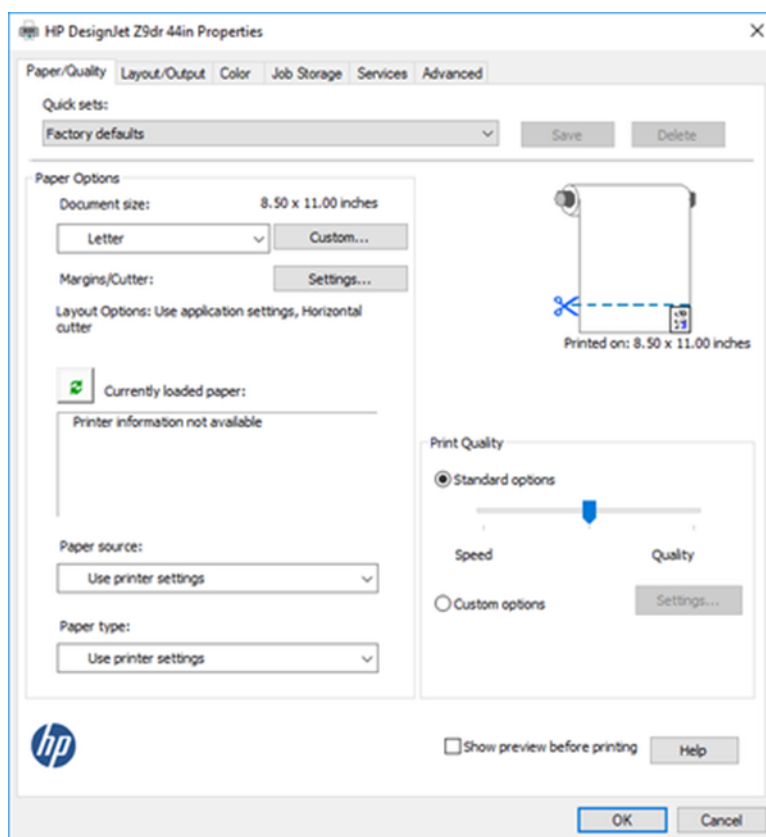 HP DesignJet Z9dr 44in Properties
Paper/Quality Layout/Output Color Job Storage Services Advanced
Quick sets:
Factory defaults
Save Delete
Paper Options
Document size: 8.50 x 11.00 inches
Letter
Custom...
Margins/Cutter:
Settings...
Layout Options: Use application settings, Horizontal
cutter
Printed on: 8.50 x 11.00 inches
Currently loaded paper:
Printer information not available
Print Quality
Standard options
Speed Quality
Paper source:
Use printer settings
Custom options
Settings...
Paper type:
Use printer settings
hp
Show preview before printing
Help
OK Cancel